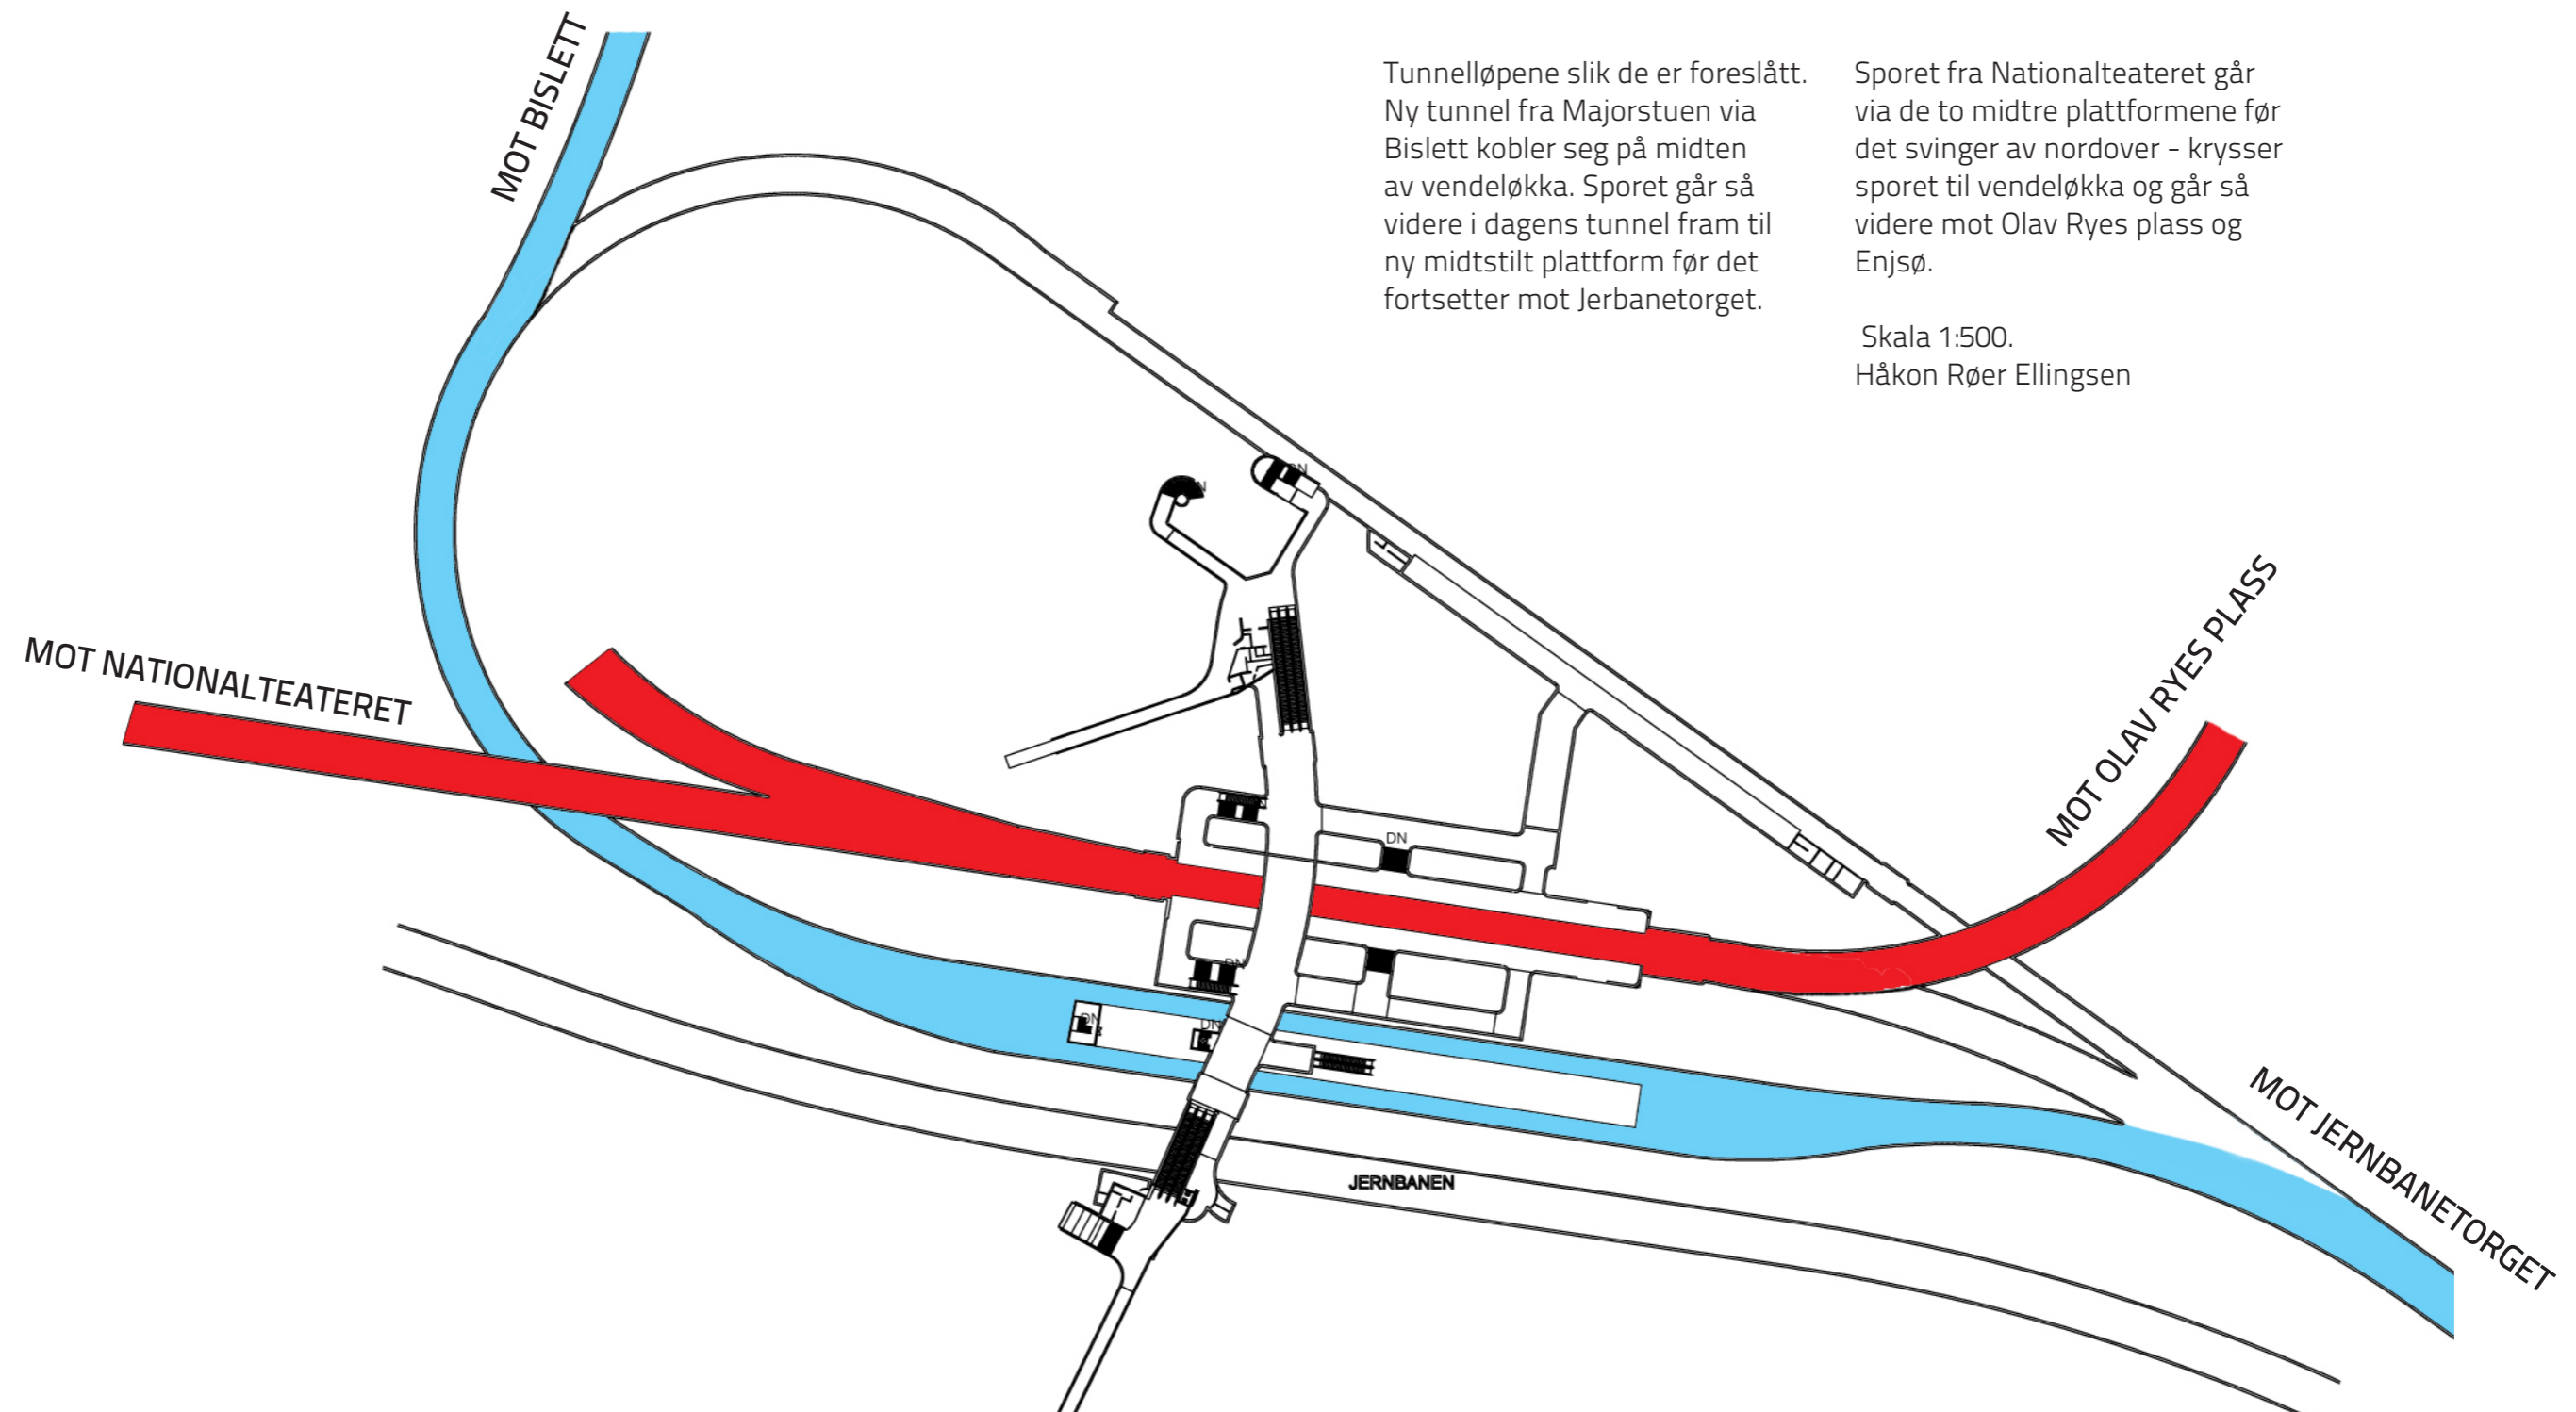 MOT BISLETT
Tunnelløpene slik de er foreslått.
Ny tunnel fra Majorstuen via
Bislett kobler seg på midten
av vendeløkka. Sporet går så
videre i dagens tunnel fram til
ny midtstilt plattform før det
fortsetter mot Jerbanetorget.
Sporet fra Nationalteateret går
via de to midtre plattformene før
det svinger av nordover - krysser
sporet til vendeløkka og går så
videre mot Olav Ryes plass og
Enjsø.
Skala 1:500.
Håkon Røer Ellingsen
DN
MOT NATIONALTEATERET
MOT OLAV RYES PLASS
DN
DN
DN
DN
MOT JERNBANETORGET
JERNBANEN